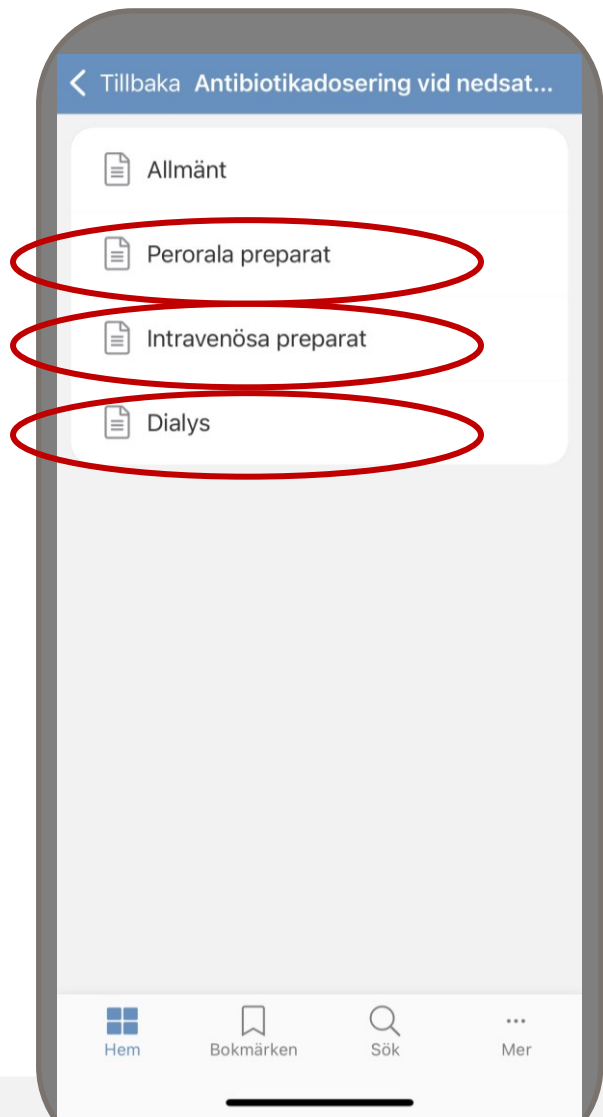 Tillbaka Antibiotikadosering vid nedsat...
Allmänt
Perorala preparat
Intravenösa preparat
Dialys
Hem Bokmärken Sök Mer